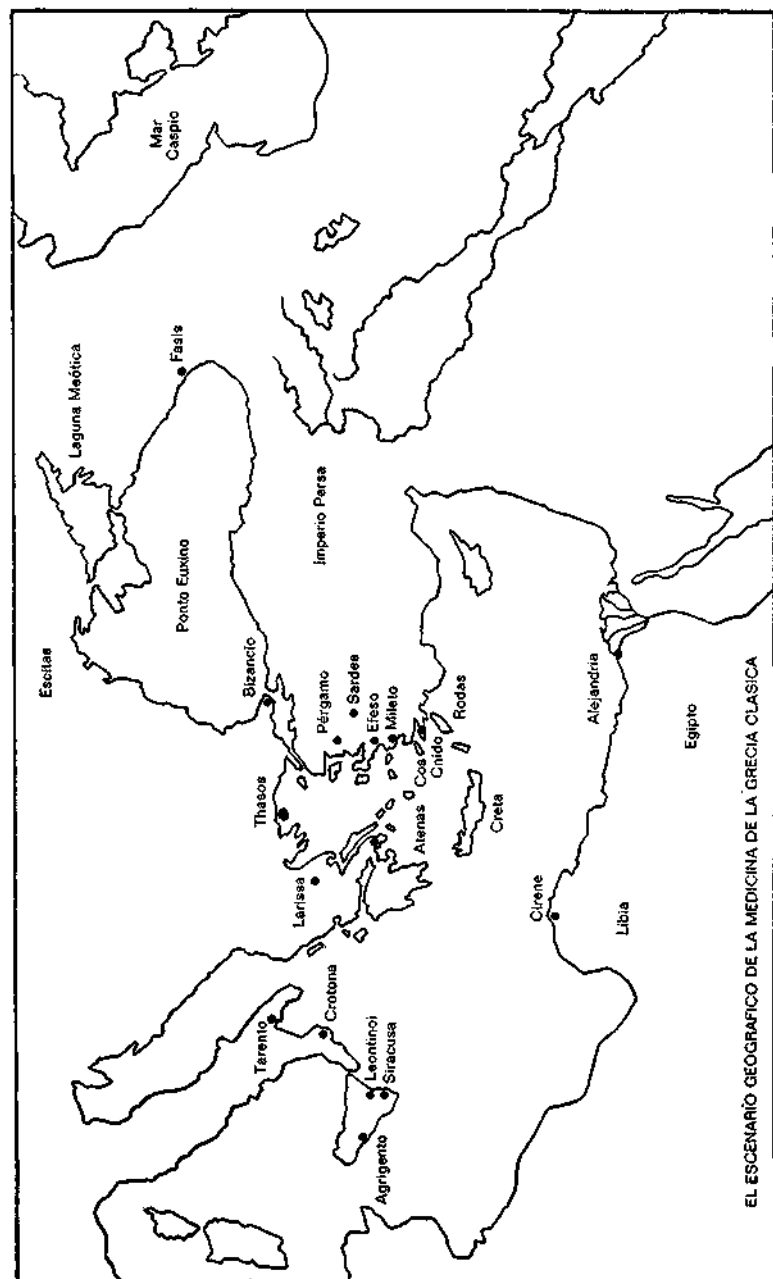 Mar
Caspio
Laguna Meótica
Fasis
Escitas
Ponto Euxino
Bizancio
Imperio Persa
Thasos
Pérgamo
Sardes
Efeso
Mileto
Larissa
Atenas
Cos
Cnido
Rodas
Creta
Tarento
Crotona
Leontinoi
Siracusa
Agrigento
Cirene
Libia
Alejandria
Egipto
EL ESCENARIO GEOGRAFICO DE LA MEDICINA DE LA GRECIA CLASICA